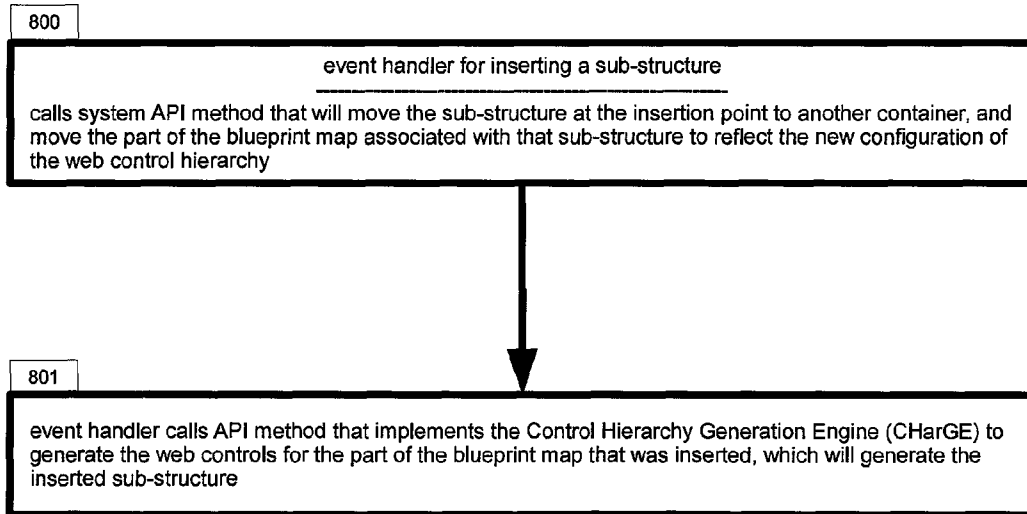 800
event handler for inserting a sub-structure
calls system API method that will move the sub-structure at the insertion point to another container, and
move the part of the blueprint map associated with that sub-structure to reflect the new configuration of
the web control hierarchy
801
event handler calls API method that implements the Control Hierarchy Generation Engine (CHarGE) to
generate the web controls for the part of the blueprint map that was inserted, which will generate the
inserted sub-structure